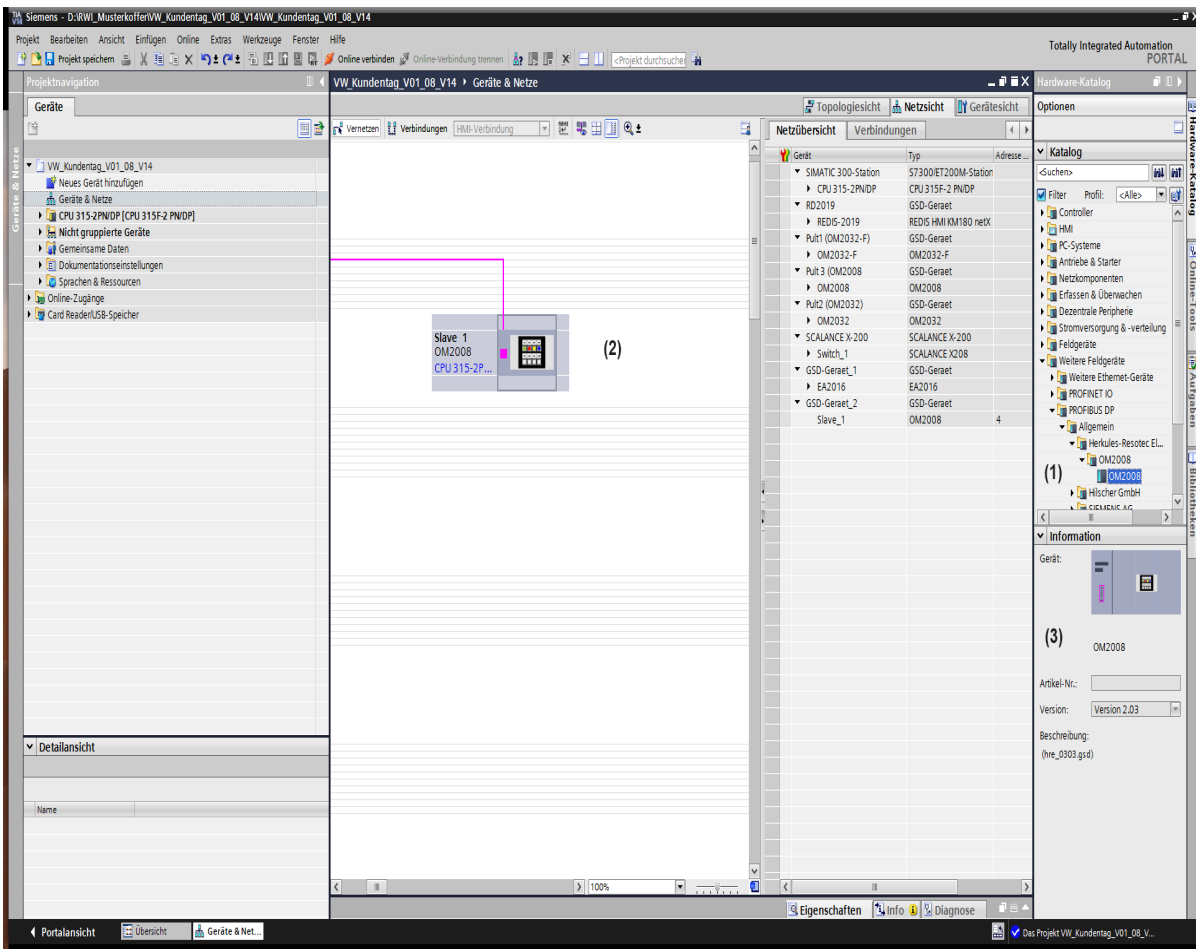 Siemens - D:\RWI_Musterkoffer\VW_Kundentag_V01_08_V14\VW_Kundentag_V01_08_V14
Projekt Bearbeiten Ansicht Einfügen Online Extras Werkzeuge Fenster Hilfe
Totally Integrated Automation
PORTAL
Projekt speichern Online verbinden Online-Verbindung trennen <Projekt durchsuchen
Projektnavigation
Geräte
Geräte & Netze
VW_Kundentag_V01_08_V14
Neues Gerät hinzufügen
Geräte & Netze
CPU 315-2PN/DP [CPU 315F-2 PN/DP]
Nicht gruppierte Geräte
Gemeinsame Daten
Dokumentationseinstellungen
Sprachen & Ressourcen
Online-Zugänge
Card Reader/USB-Speicher
Detailansicht
Name
VW_Kundentag_V01_08_V14 Geräte & Netze
Topologiesicht Netzsicht Gerätesicht
Vernetzen Verbindungen HMI-Verbindung
Slave 1
OM2008
CPU 315-2P...
(2)
100%
Netzübersicht Verbindungen
Gerät Typ Adresse ...
SIMATIC 300-Station S7300/ET200M-Station
CPU 315-2PN/DP CPU 315F-2 PN/DP
RD2019 GSD-Geraet
REDIS-2019 REDIS HMI KM180 netX
Pult1 (OM2032-F) GSD-Geraet
OM2032-F OM2032-F
Pult 3 (OM2008 GSD-Geraet
OM2008 OM2008
Pult2 (OM2032) GSD-Geraet
OM2032 OM2032
SCALANCE X-200 SCALANCE X-200
Switch_1 SCALANCE X208
GSD-Geraet_1 GSD-Geraet
EA2016 EA2016
GSD-Geraet_2 GSD-Geraet
Slave_1 OM2008 4
Eigenschaften Info Diagnose
Hardware-Katalog
Optionen
Katalog
<Suchen>
Filter Profil: <Alle>
Controller
HMI
PC-Systeme
Antriebe & Starter
Netzkomponenten
Erfassen & Überwachen
Dezentrale Peripherie
Stromversorgung & -verteilung
Feldgeräte
Weitere Feldgeräte
Weitere Ethernet-Geräte
PROFINET IO
PROFIBUS DP
Allgemein
Herkules-Resotec El...
OM2008
(1) OM2008
Hilscher GmbH
SIEMENS AG
Information
Gerät:
(3)
OM2008
Artikel-Nr.:
Version: Version 2.03
Beschreibung:
(hre_0303.gsd)
Hardware-Katalog
Online-Tools
Aufgaben
Bibliotheken
Portalansicht Übersicht Geräte & Net...
Das Projekt VW_Kundentag_V01_08_V...